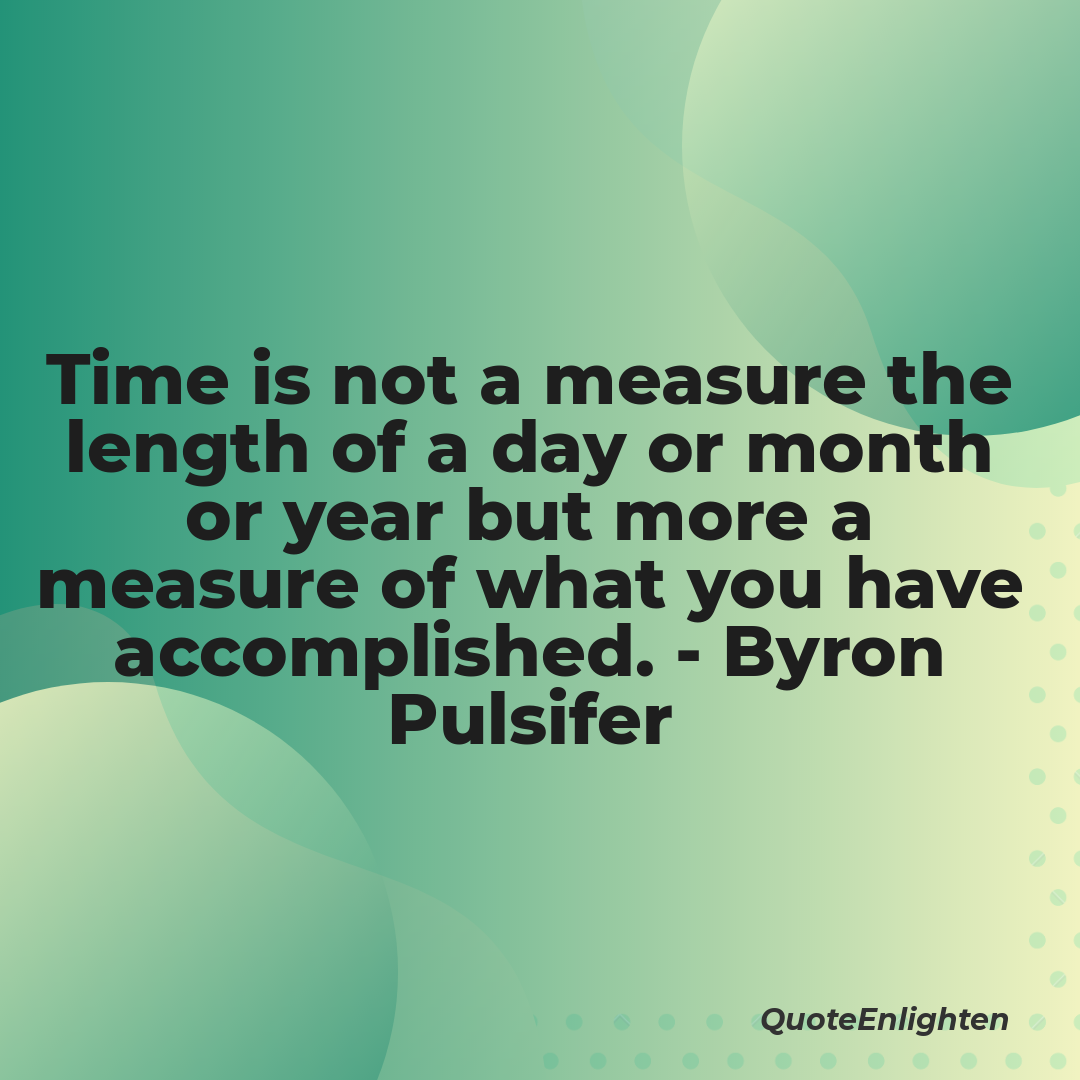 Time is not a measure the
length of a day or month
or year but more a
measure of what you have
accomplished. - Byron
Pulsifer
QuoteEnlighten